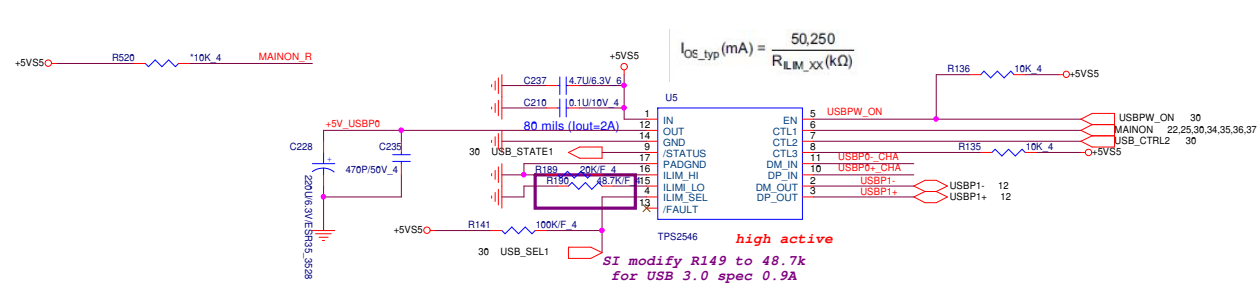 I_OS_typ(mA) = 50,250 / R_ILIM_XX(kΩ)
+5VS5
R520
*10K_4
MAINON_R
+5VS5
C237
4.7U/6.3V_6
C210
0.1U/10V_4
R136
10K_4
+5VS5
U5
+5V_USBP0
80 mils (Iout=2A)
1
IN
12
OUT
14
GND
9
/STATUS
17
PADGND
16
ILIM_HI
15
ILIMI_LO
4
ILIM_SEL
13
/FAULT
EN
5
USBPW_ON
CTL1
6
CTL2
7
CTL3
8
DM_IN
11
USBP0-_CHA
DP_IN
10
USBP0+_CHA
DM_OUT
2
USBP1-
DP_OUT
3
USBP1+
USBPW_ON 30
MAINON 22,25,30,34,35,36,37
USB_CTRL2 30
R135
10K_4
+5VS5
USBP1- 12
USBP1+ 12
C228
+
220U/6.3V/ESR35_3528
C235
470P/50V_4
30 USB_STATE1
R189
20K/F_4
R190
48.7K/F_4
+5VS5
R141
100K/F_4
30 USB_SEL1
TPS2546
high active
SI modify R149 to 48.7k
for USB 3.0 spec 0.9A